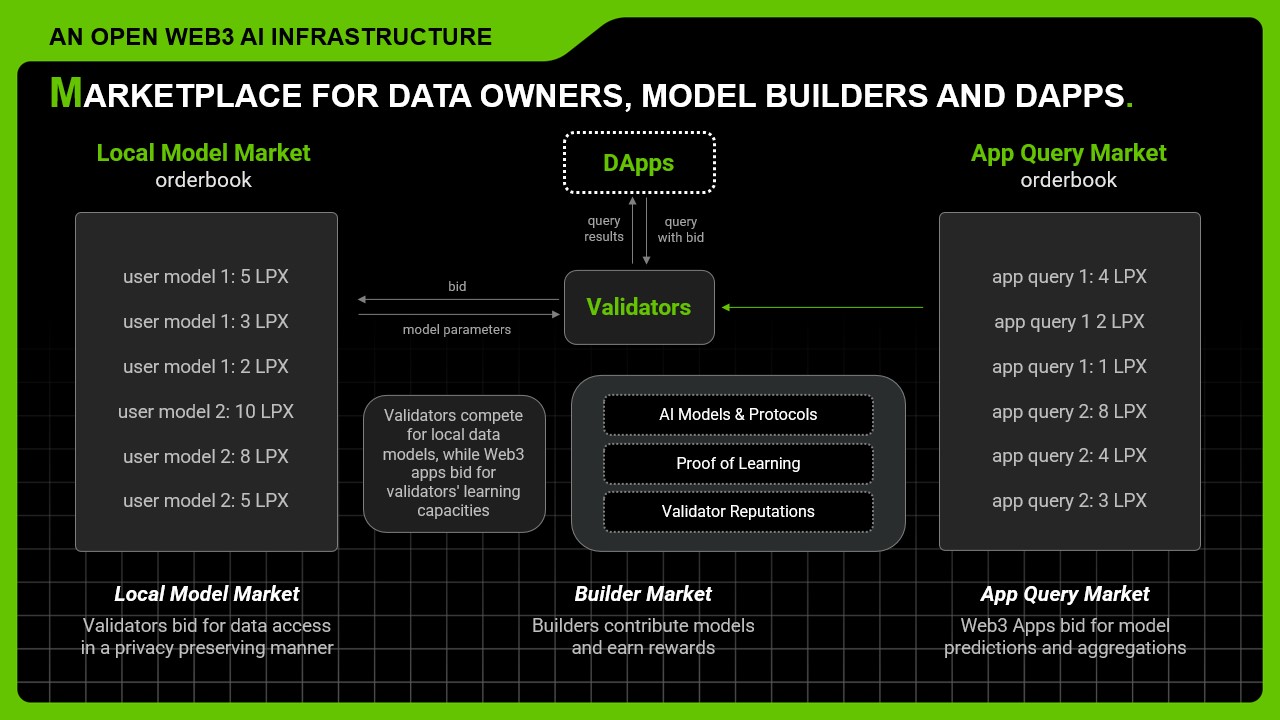 AN OPEN WEB3 AI INFRASTRUCTURE
MARKETPLACE FOR DATA OWNERS, MODEL BUILDERS AND DAPPS.
Local Model Market
orderbook
user model 1: 5 LPX
user model 1: 3 LPX
user model 1: 2 LPX
user model 2: 10 LPX
user model 2: 8 LPX
user model 2: 5 LPX
DApps
query
results
query
with bid
bid
model parameters
Validators
Validators compete
for local data
models, while Web3
apps bid for
validators' learning
capacities
AI Models & Protocols
Proof of Learning
Validator Reputations
App Query Market
orderbook
app query 1: 4 LPX
app query 1 2 LPX
app query 1: 1 LPX
app query 2: 8 LPX
app query 2: 4 LPX
app query 2: 3 LPX
Local Model Market
Validators bid for data access
in a privacy preserving manner
Builder Market
Builders contribute models
and earn rewards
App Query Market
Web3 Apps bid for model
predictions and aggregations